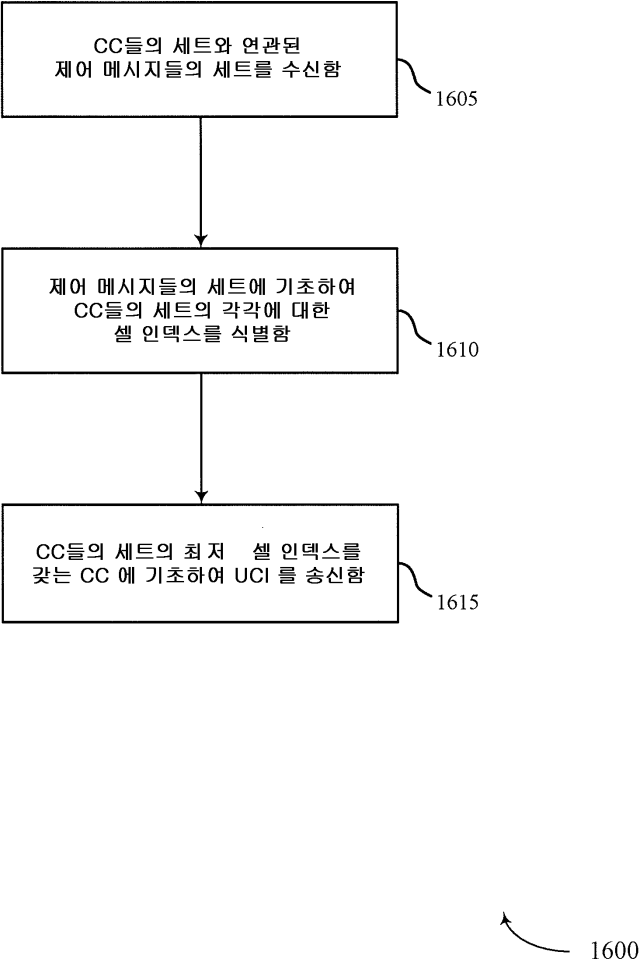 CC들의 세트와 연관된
제어 메시지들의 세트를 수신함
1605
제어 메시지들의 세트에 기초하여
CC들의 세트의 각각에 대한
셀 인덱스를 식별함
1610
CC들의 세트의 최저 셀 인덱스를
갖는 CC 에 기초하여 UCI 를 송신함
1615
1600